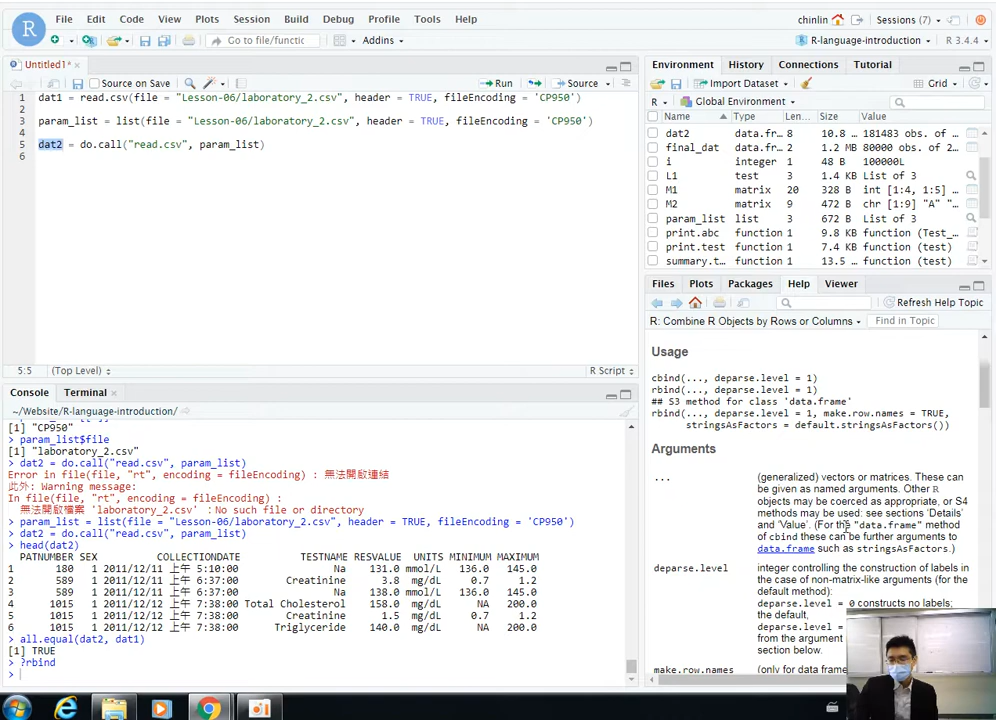 File Edit Code View Plots Session Build Debug Profile Tools Help
chinlin Sessions (7)
Go to file/functic Addins
R-language-introduction R 3.4.4
Untitled1*
Source on Save Run Source
1 dat1 = read.csv(file = "Lesson-06/laboratory_2.csv", header = TRUE, fileEncoding = 'CP950')
2
3 param_list = list(file = "Lesson-06/laboratory_2.csv", header = TRUE, fileEncoding = 'CP950')
4
5 dat2 = do.call("read.csv", param_list)
6
5:5 (Top Level) R Script
Console Terminal
~/Website/R-language-introduction/
[1] "CP950"
> param_list$file
[1] "laboratory_2.csv"
> dat2 = do.call("read.csv", param_list)
Error in file(file, "rt", encoding = fileEncoding) : 無法開啟連結
此外: Warning message:
In file(file, "rt", encoding = fileEncoding) :
無法開啟檔案 'laboratory_2.csv' :No such file or directory
> param_list = list(file = "Lesson-06/laboratory_2.csv", header = TRUE, fileEncoding = 'CP950')
> dat2 = do.call("read.csv", param_list)
> head(dat2)
PATNUMBER SEX COLLECTIONDATE TESTNAME RESVALUE UNITS MINIMUM MAXIMUM
1 180 1 2011/12/11 上午 5:10:00 Na 131.0 mmol/L 136.0 145.0
2 589 1 2011/12/11 上午 6:37:00 Creatinine 3.8 mg/dL 0.7 1.2
3 589 1 2011/12/11 上午 6:37:00 Na 138.0 mmol/L 136.0 145.0
4 1015 1 2011/12/12 上午 7:38:00 Total Cholesterol 158.0 mg/dL NA 200.0
5 1015 1 2011/12/12 上午 7:38:00 Creatinine 1.5 mg/dL 0.7 1.2
6 1015 1 2011/12/12 上午 7:38:00 Triglyceride 140.0 mg/dL NA 200.0
> all.equal(dat2, dat1)
[1] TRUE
> ?rbind
>
Environment History Connections Tutorial
Import Dataset Grid
R Global Environment
Name Type Len… Size Value
dat2 data.fr… 8 10.8 … 181483 obs. of …
final_dat data.fr… 2 1.2 MB 80000 obs. of 2…
i integer 1 48 B 100000L
L1 test 3 1.4 KB List of 3
M1 matrix 20 328 B int [1:4, 1:5] …
M2 matrix 9 472 B chr [1:9] "A" "…
param_list list 3 672 B List of 3
print.abc function 1 9.8 KB function (Test_…
print.test function 1 7.4 KB function (test)
summary.t… function 1 13.5 … function (test)
Files Plots Packages Help Viewer
Refresh Help Topic
R: Combine R Objects by Rows or Columns Find in Topic
Usage
cbind(..., deparse.level = 1)
rbind(..., deparse.level = 1)
## S3 method for class 'data.frame'
rbind(..., deparse.level = 1, make.row.names = TRUE,
stringsAsFactors = default.stringsAsFactors())
Arguments
... (generalized) vectors or matrices. These can
be given as named arguments. Other R
objects may be coerced as appropriate, or S4
methods may be used: see sections 'Details'
and 'Value'. (For the "data.frame" method
of cbind these can be further arguments to
data.frame such as stringsAsFactors.)
deparse.level integer controlling the construction of labels in
the case of non-matrix-like arguments (for the
default method):
deparse.level = 0 constructs no labels;
the default,
deparse.level =
from the argument
section below.
make.row.names (only for data frame